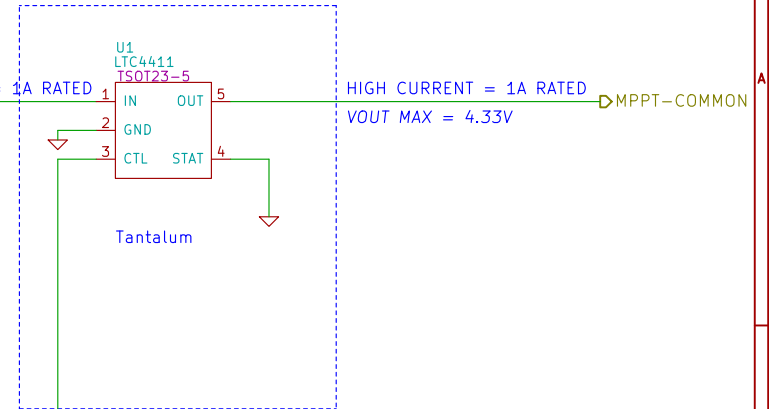 U1
LTC4411
TSOT23-5
= 1A RATED
1 IN
OUT 5
HIGH CURRENT = 1A RATED
MPPT-COMMON
VOUT MAX = 4.33V
2 GND
3 CTL
STAT 4
Tantalum
A